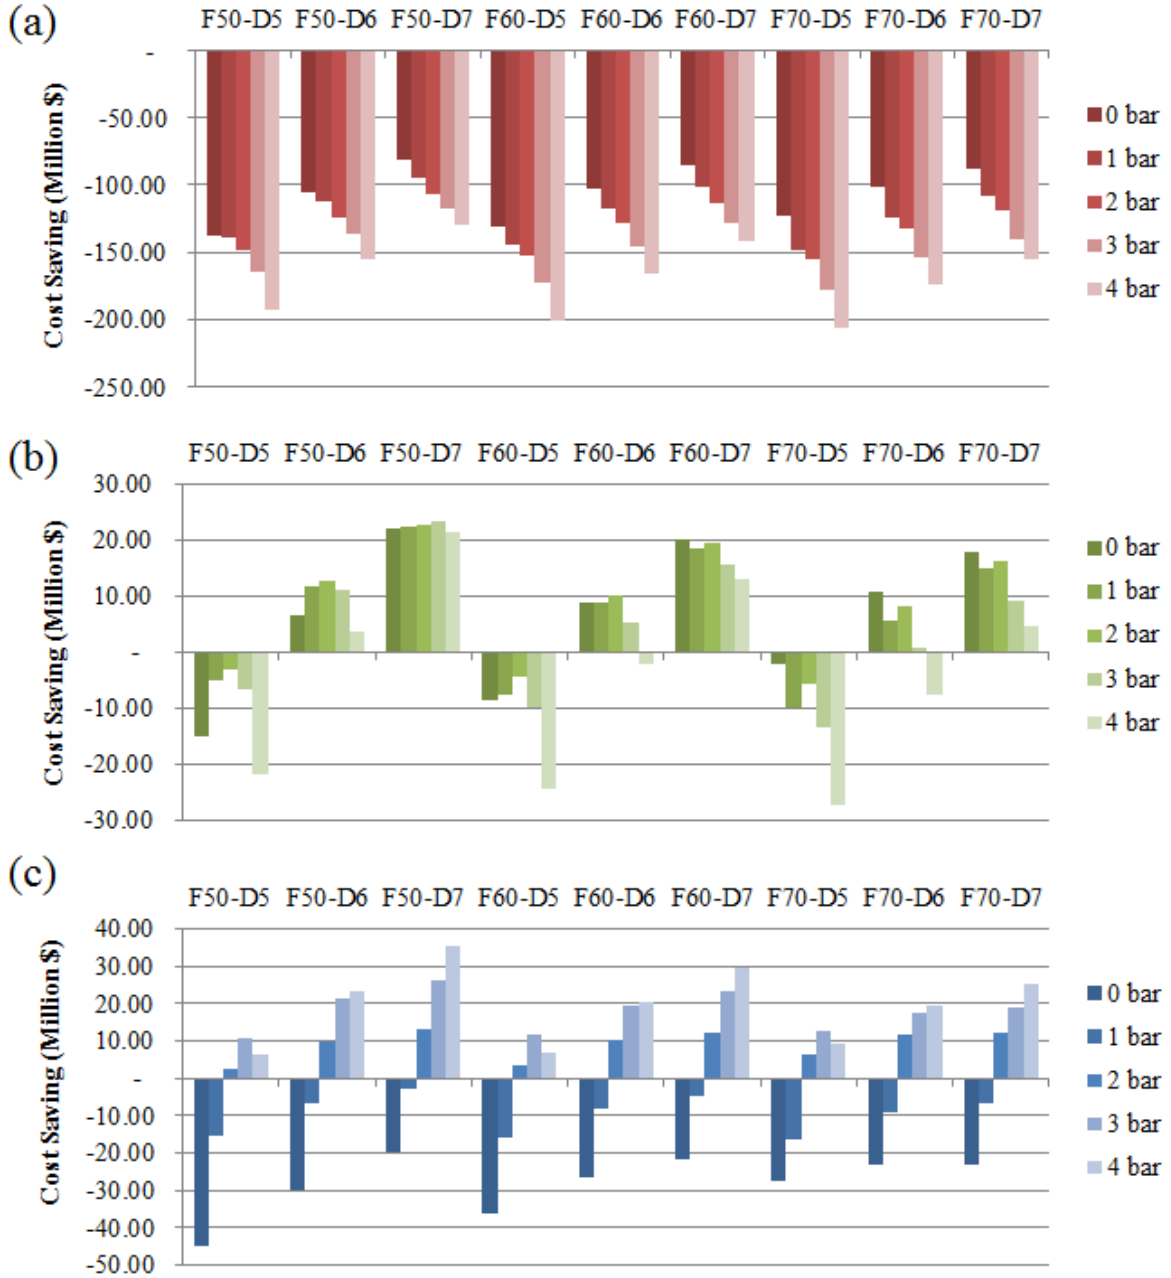 (a)
F50-D5 F50-D6 F50-D7 F60-D5 F60-D6 F60-D7 F70-D5 F70-D6 F70-D7
-
-50.00
-100.00
-150.00
-200.00
-250.00
Cost Saving (Million $)
0 bar
1 bar
2 bar
3 bar
4 bar
(b)
F50-D5 F50-D6 F50-D7 F60-D5 F60-D6 F60-D7 F70-D5 F70-D6 F70-D7
30.00
20.00
10.00
-
-10.00
-20.00
-30.00
Cost Saving (Million $)
0 bar
1 bar
2 bar
3 bar
4 bar
(c)
F50-D5 F50-D6 F50-D7 F60-D5 F60-D6 F60-D7 F70-D5 F70-D6 F70-D7
40.00
30.00
20.00
10.00
-
-10.00
-20.00
-30.00
-40.00
-50.00
Cost Saving (Million $)
0 bar
1 bar
2 bar
3 bar
4 bar